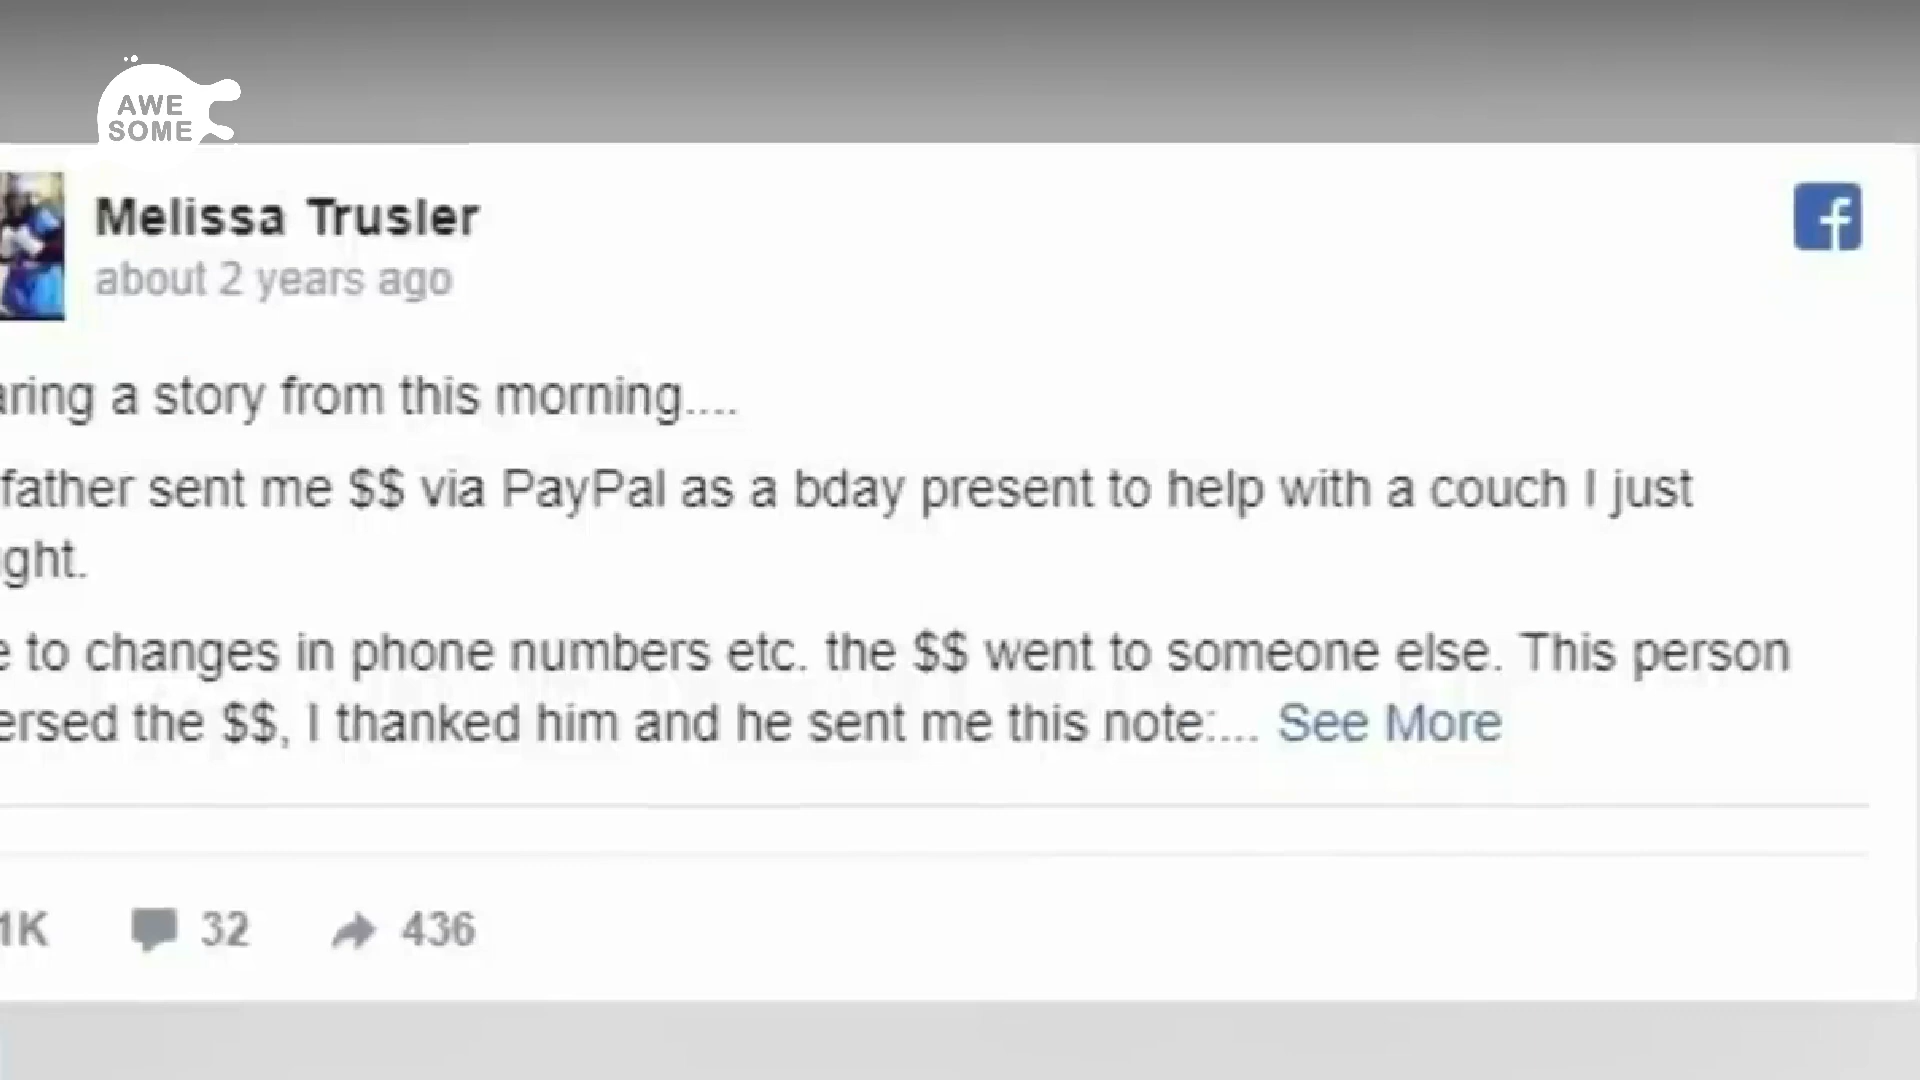 AWE
SOME
Melissa Trusler
about 2 years ago
aring a story from this morning....
father sent me $$ via PayPal as a bday present to help with a couch I just
ght.
e to changes in phone numbers etc. the $$ went to someone else. This person
ersed the $$, I thanked him and he sent me this note:... See More
1K 32 436